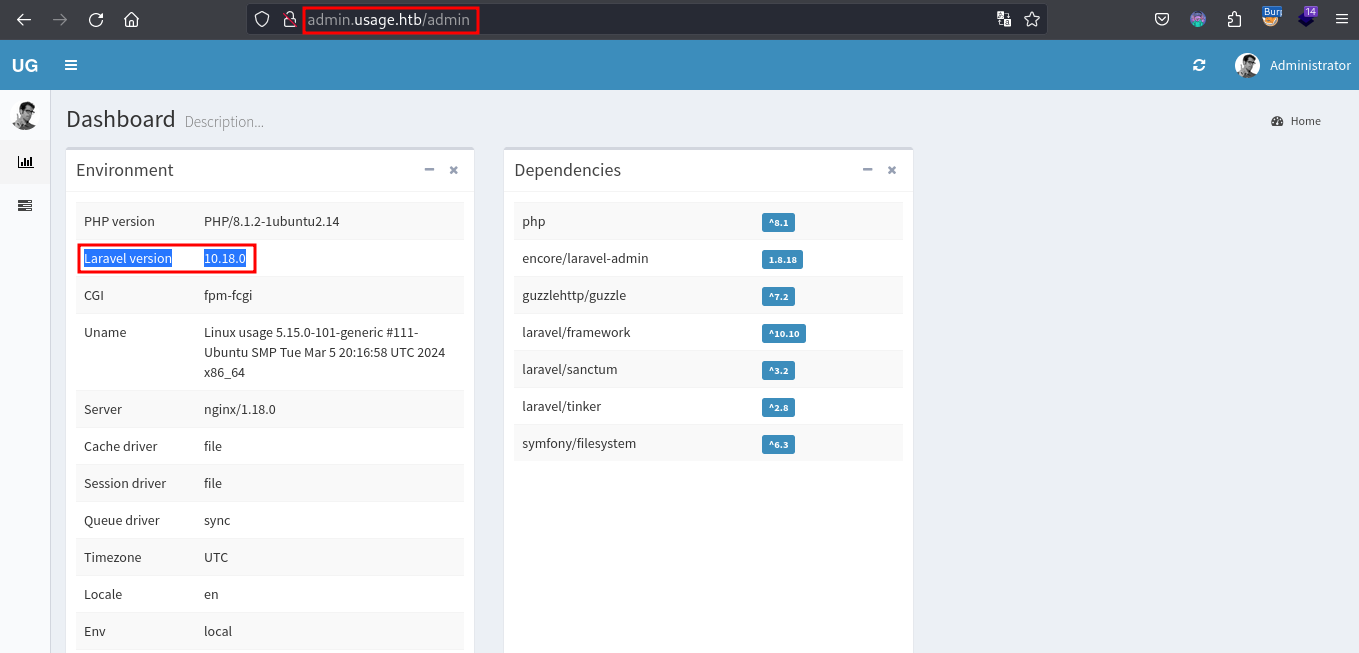 admin.usage.htb/admin
Burj
14
UG
Administrator
Dashboard Description...
Home
Environment
PHP version PHP/8.1.2-1ubuntu2.14
Laravel version 10.18.0
CGI fpm-fcgi
Uname Linux usage 5.15.0-101-generic #111-
Ubuntu SMP Tue Mar 5 20:16:58 UTC 2024
x86_64
Server nginx/1.18.0
Cache driver file
Session driver file
Queue driver sync
Timezone UTC
Locale en
Env local
Dependencies
php ^8.1
encore/laravel-admin 1.8.18
guzzlehttp/guzzle ^7.2
laravel/framework ^10.10
laravel/sanctum ^3.2
laravel/tinker ^2.8
symfony/filesystem ^6.3